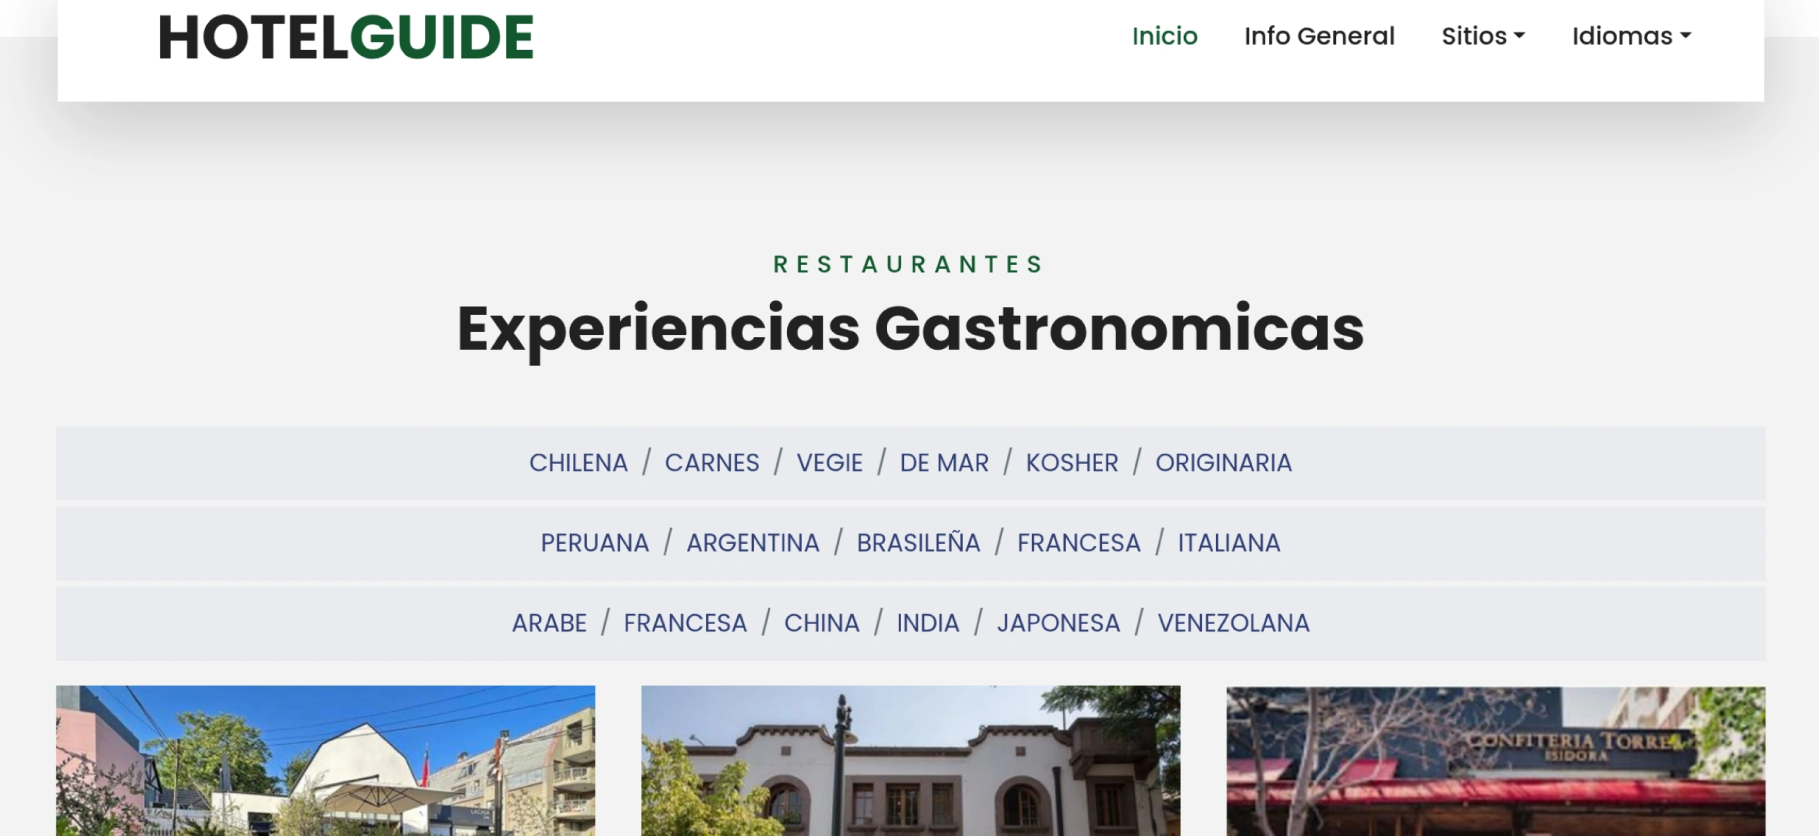 HOTELGUIDE
Inicio Info General Sitios Idiomas
RESTAURANTES
Experiencias Gastronomicas
CHILENA / CARNES / VEGIE / DE MAR / KOSHER / ORIGINARIA
PERUANA / ARGENTINA / BRASILEÑA / FRANCESA / ITALIANA
ARABE / FRANCESA / CHINA / INDIA / JAPONESA / VENEZOLANA
CONFITERIA TORRES
ISIDORA